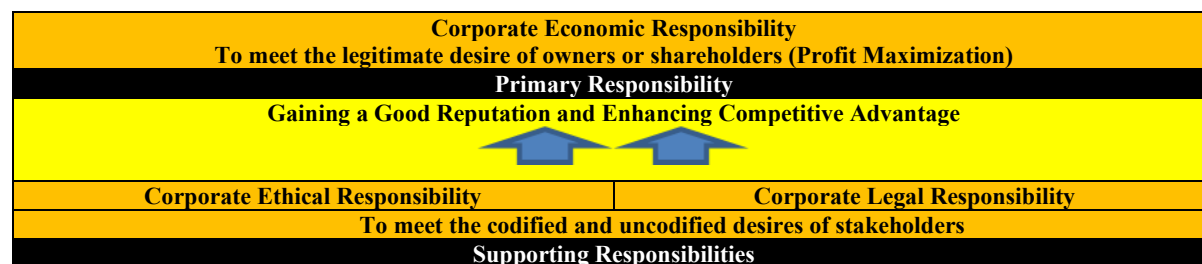 Corporate Economic Responsibility
To meet the legitimate desire of owners or shareholders (Profit Maximization)
Primary Responsibility
Gaining a Good Reputation and Enhancing Competitive Advantage
Corporate Ethical Responsibility
Corporate Legal Responsibility
To meet the codified and uncodified desires of stakeholders
Supporting Responsibilities